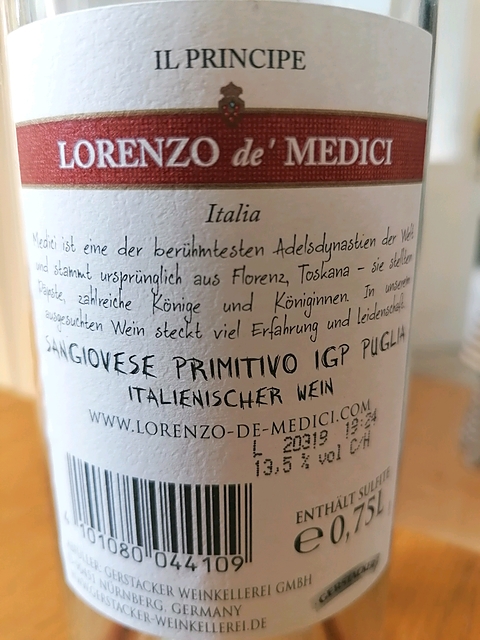 IL PRINCIPE
LORENZO de' MEDICI
Italia
Medici ist eine der berühmtesten Adelsdynastien der Welt
und stammt ursprünglich aus Florenz, Toskana - sie stellten
Päpste, zahlreiche Könige und Königinnen. In unserem
ausgesuchten Wein steckt viel Erfahrung und Leidenschaft.
SANGIOVESE PRIMITIVO IGP PUGLIA
ITALIENISCHER WEIN
WWW.LORENZO-DE-MEDICI.COM
L 20319 19:24
13,5 % vol C/H
ENTHÄLT SULFITE
e 0,75L
4 101080 044109
GERSTACKER WEINKELLEREI GMBH
NÜRNBERG, GERMANY
GERSTACKER-WEINKELLEREI.DE